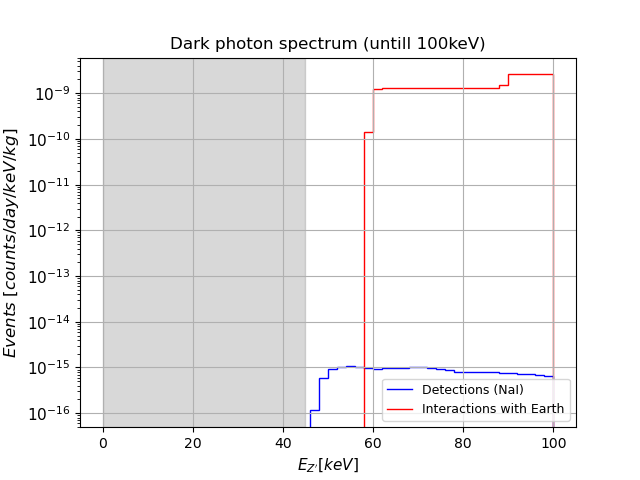 Dark photon spectrum (untill 100keV)
Events [counts/day/keV/kg]
10⁻⁹
10⁻¹⁰
10⁻¹¹
10⁻¹²
10⁻¹³
10⁻¹⁴
10⁻¹⁵
10⁻¹⁶
Detections (NaI)
Interactions with Earth
0 20 40 60 80 100
E_{Z'}[keV]